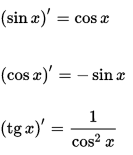 (sin x)′ = cos x
(cos x)′ = − sin x
(tg x)′ = 1 / cos² x